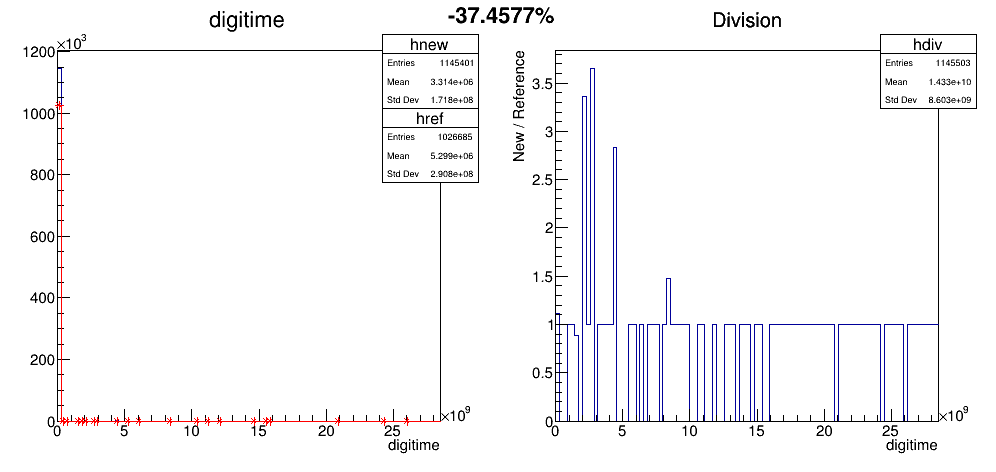 -37.4577%
digitime
hnew
Entries 1145401
Mean 3.314e+06
Std Dev 1.718e+08
href
Entries 1026685
Mean 5.299e+06
Std Dev 2.908e+08
×10³
1200
1000
800
600
400
200
0
0 5 10 15 20 25 ×10⁹
digitime
Division
hdiv
Entries 1145503
Mean 1.433e+10
Std Dev 8.603e+09
New / Reference
3.5
3
2.5
2
1.5
1
0.5
0
0 5 10 15 20 25 ×10⁹
digitime